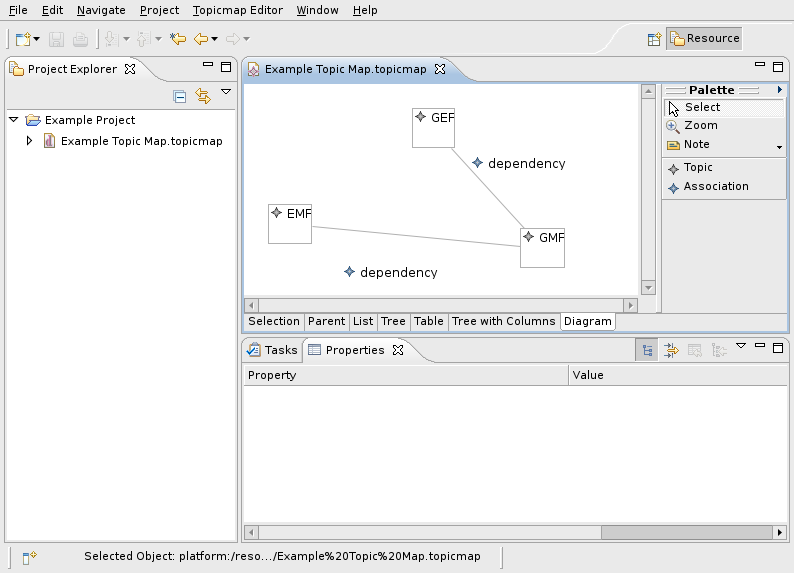 File Edit Navigate Project Topicmap Editor Window Help
Resource
Project Explorer
Example Project
Example Topic Map.topicmap
Example Topic Map.topicmap
GEF
dependency
EMF
GMF
dependency
Palette
Select
Zoom
Note
Topic
Association
Selection Parent List Tree Table Tree with Columns Diagram
Tasks Properties
Property Value
Selected Object: platform:/reso.../Example%20Topic%20Map.topicmap